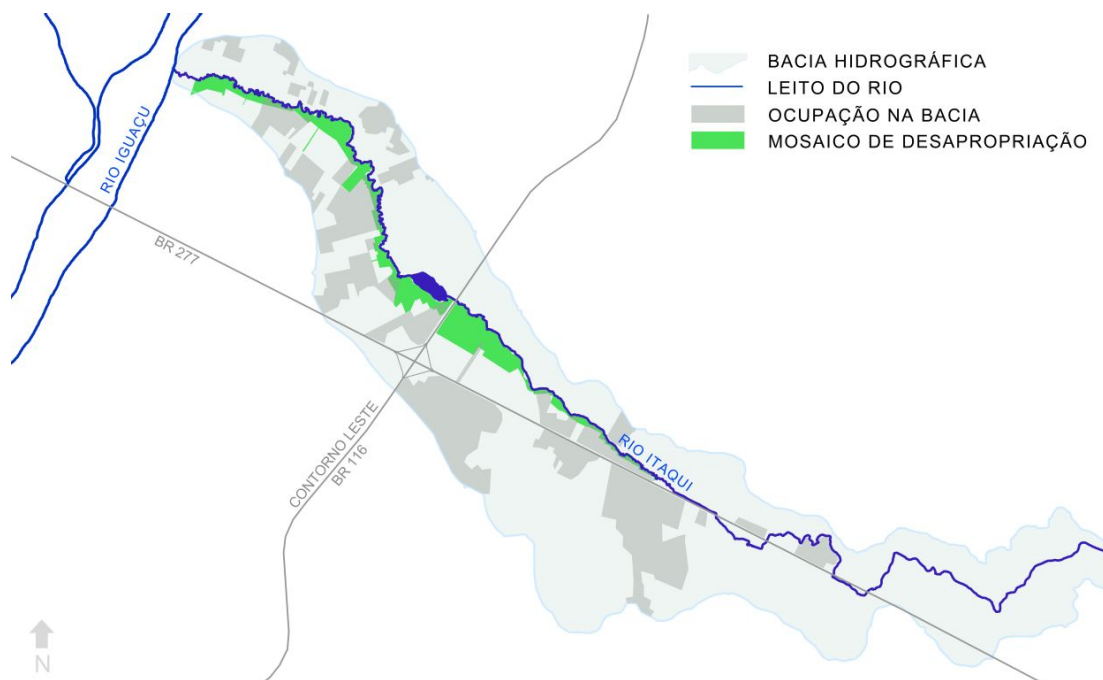 BACIA HIDROGRÁFICA
LEITO DO RIO
OCUPAÇÃO NA BACIA
MOSAICO DE DESAPROPRIAÇÃO
RIO IGUAÇU
BR 277
CONTORNO LESTE
BR 116
RIO ITAQUI
N